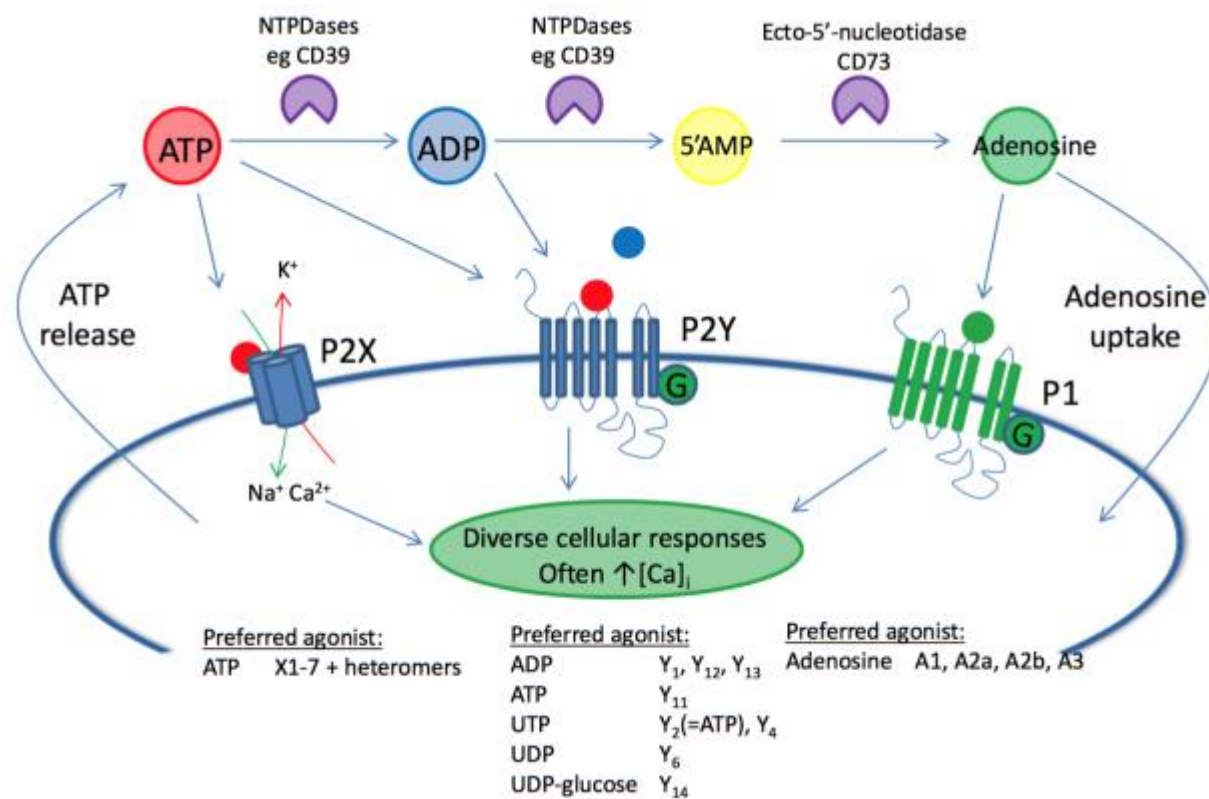 NTPDases
eg CD39
NTPDases
eg CD39
Ecto-5′-nucleotidase
CD73
ATP
ADP
5′AMP
Adenosine
K⁺
ATP
release
P2X
P2Y
G
Adenosine
uptake
P1
G
Na⁺ Ca²⁺
Diverse cellular responses
Often ↑[Ca]ᵢ
Preferred agonist:
ATP X1-7 + heteromers
Preferred agonist:
ADP Y₁, Y₁₂, Y₁₃
ATP Y₁₁
UTP Y₂(=ATP), Y₄
UDP Y₆
UDP-glucose Y₁₄
Preferred agonist:
Adenosine A1, A2a, A2b, A3